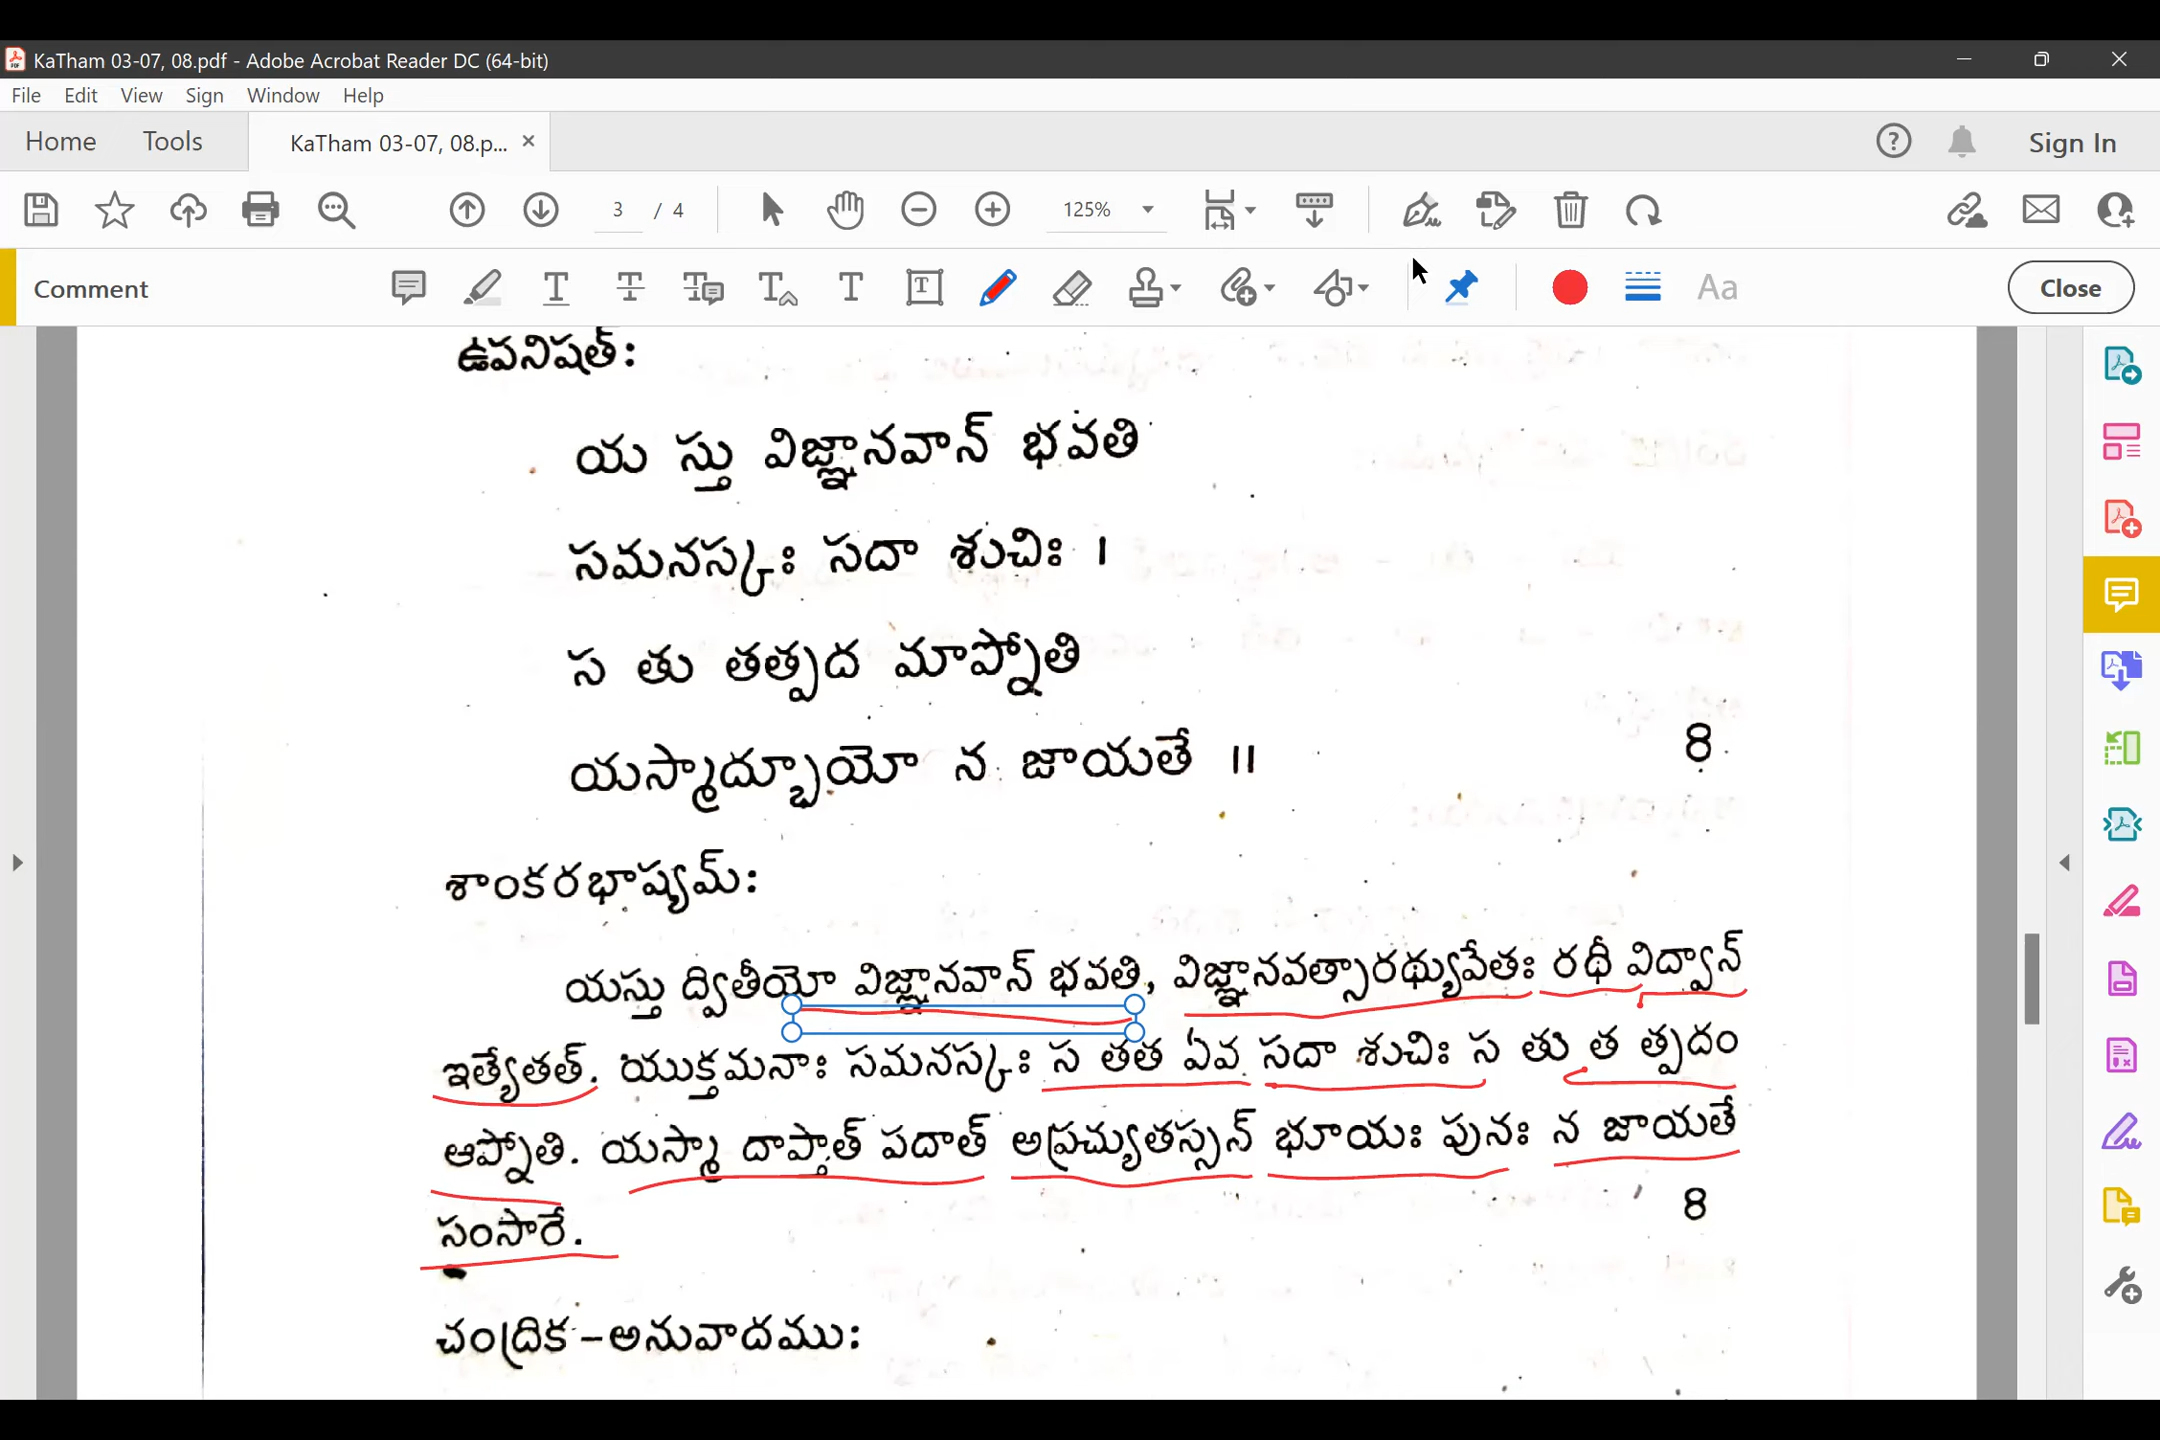 KaTham 03-07, 08.pdf - Adobe Acrobat Reader DC (64-bit)
File Edit View Sign Window Help
Home Tools KaTham 03-07, 08.p... Sign In
3 / 4 125%
Comment Aa Close
ఉపనిషత్:
య స్తు విజ్ఞానవాన్ భవతి
సమనస్కః సదా శుచిః ।
స తు తత్పద మాప్నోతి
యస్మాద్భూయో న జాయతే ॥ 8
శాంకరభాష్యమ్:
యస్తు ద్వితీయో విజ్ఞానవాన్ భవతి, విజ్ఞానవత్సారథ్యుపేతః రథీ విద్వాన్
ఇత్యేతత్. యుక్తమనాః సమనస్కః స తత ఏవ సదా శుచిః స తు త త్పదం
ఆప్నోతి. యస్మా దాప్తాత్ పదాత్ అప్రచ్యుతస్సన్ భూయః పునః న జాయతే
సంసారే. 8
చంద్రిక-అనువాదము: